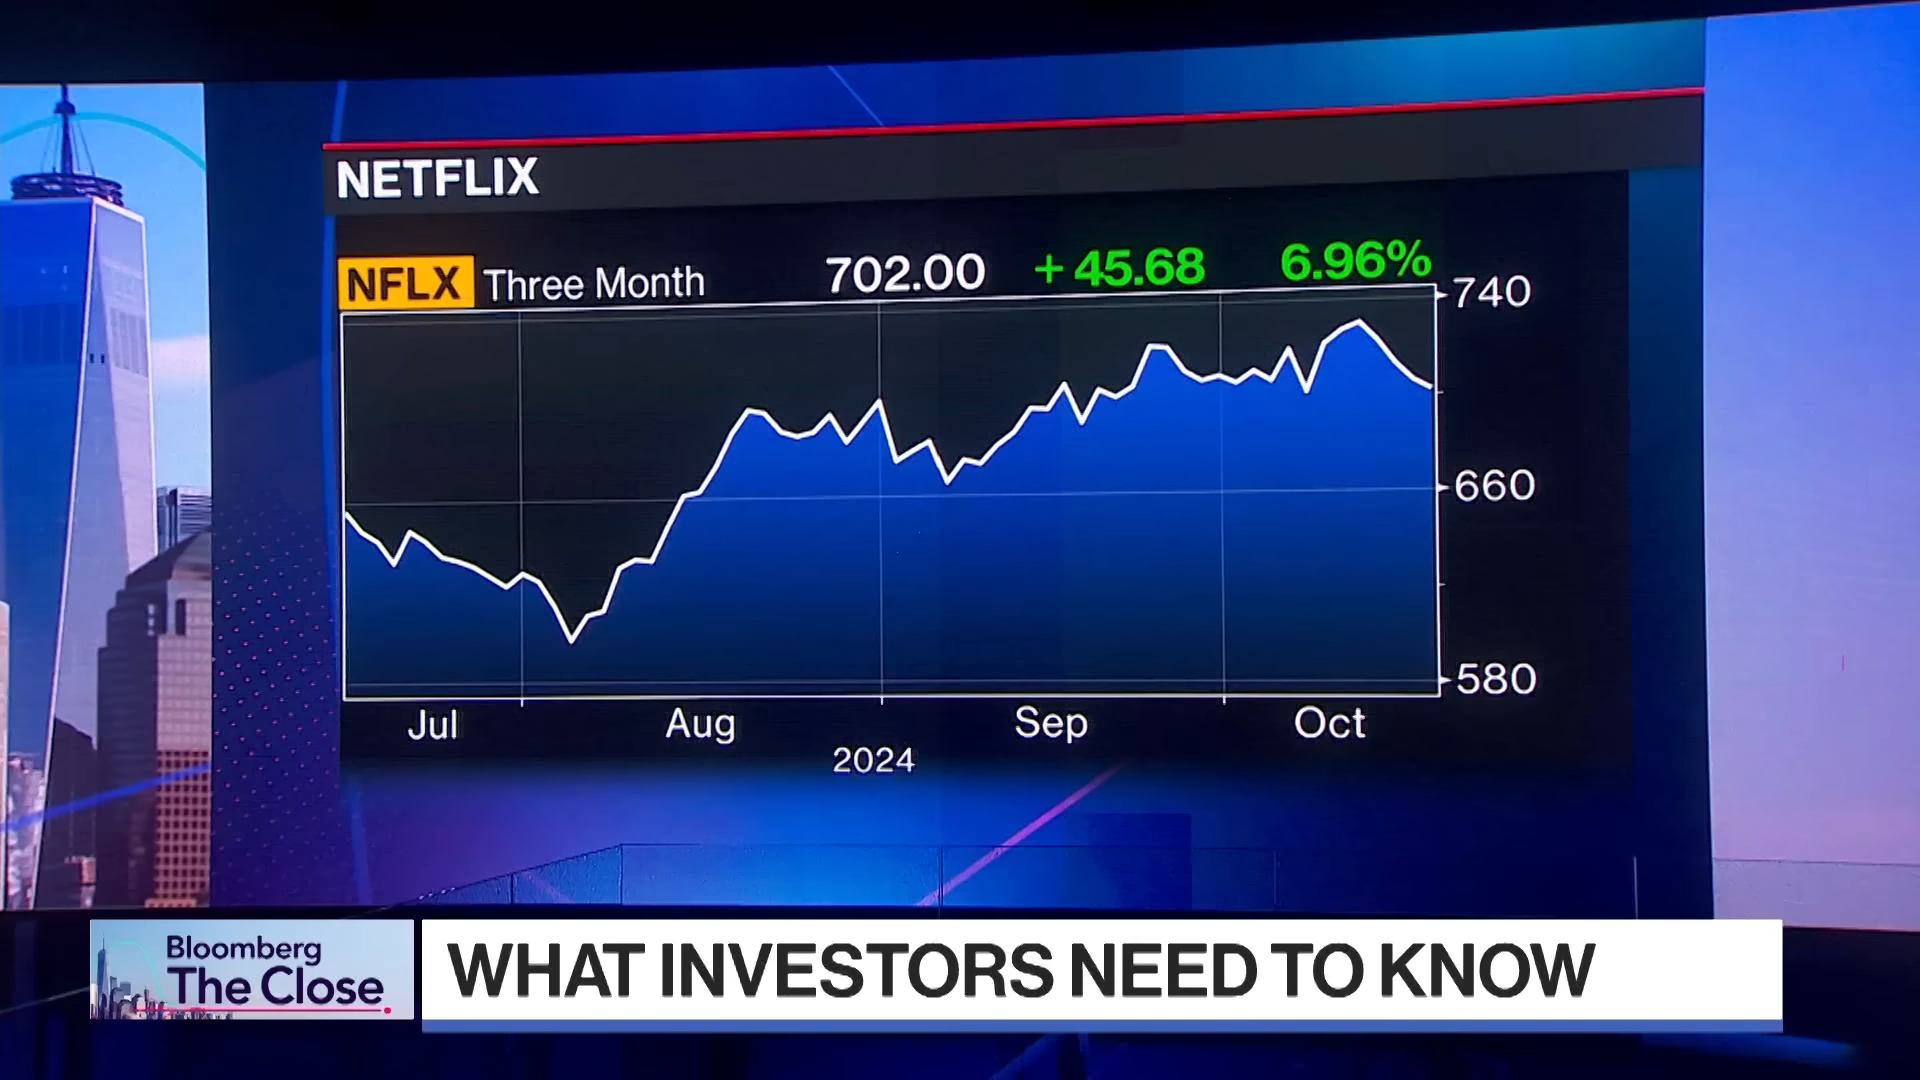 NETFLIX
NFLX Three Month 702.00 +45.68 6.96%
740
660
580
Jul Aug Sep Oct
2024
Bloomberg
The Close
WHAT INVESTORS NEED TO KNOW